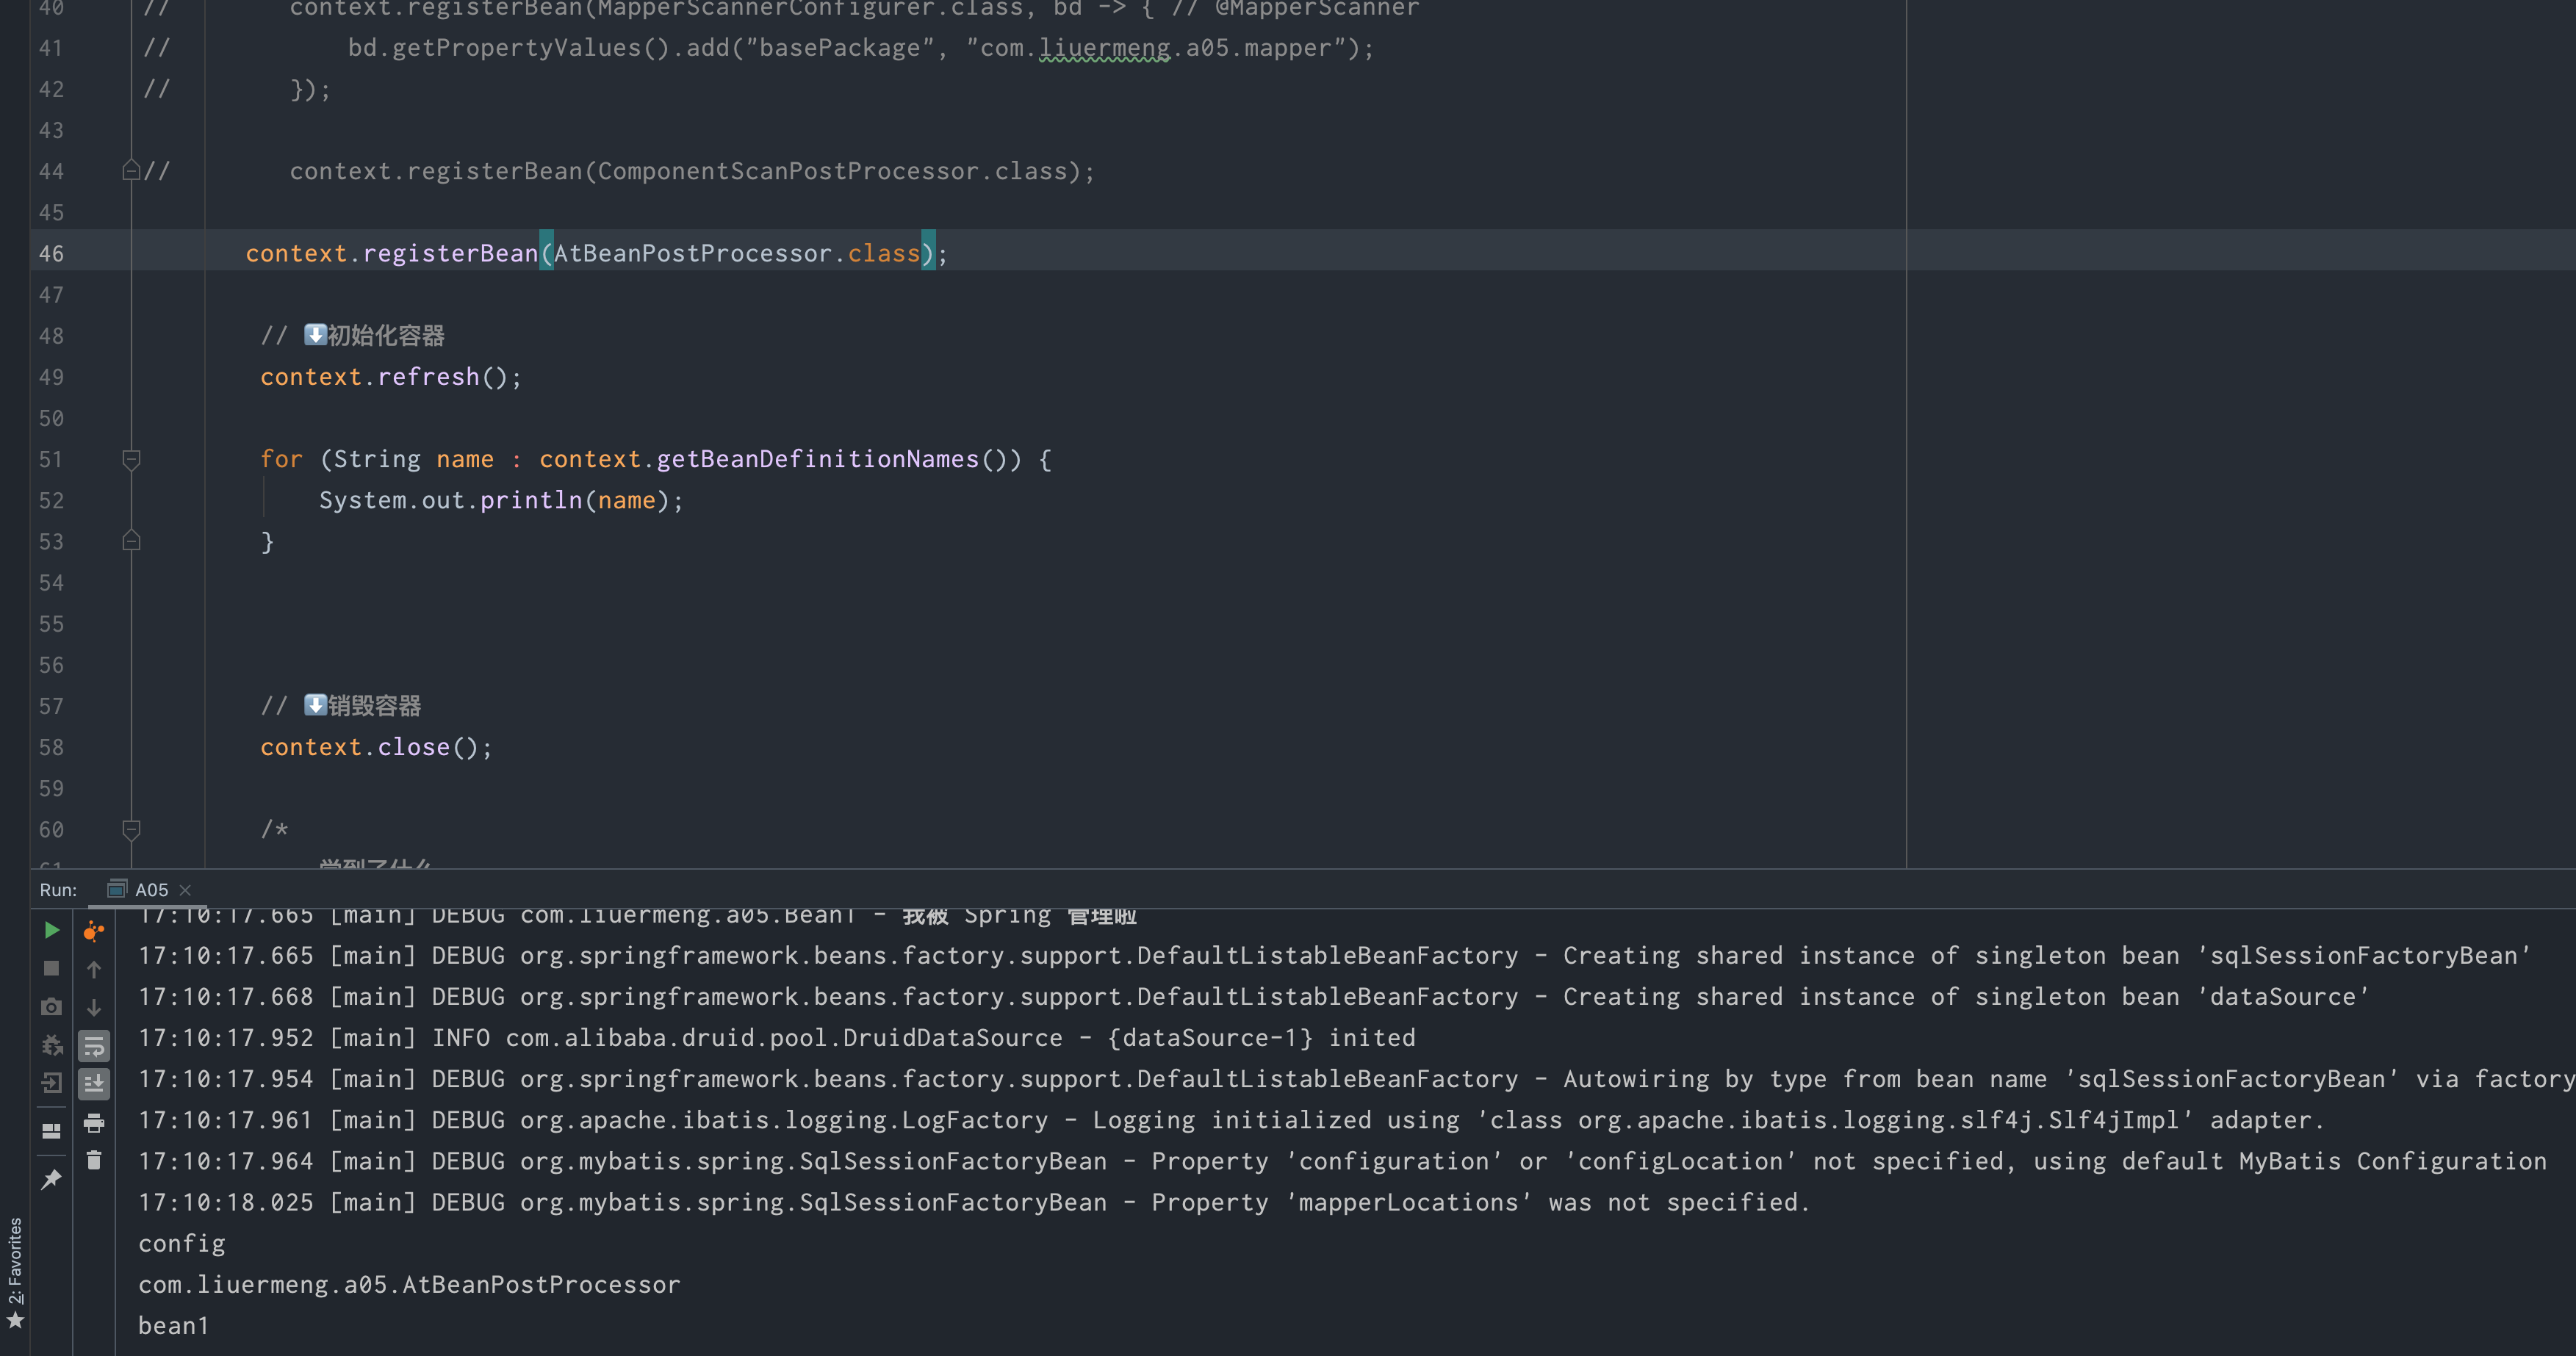 40 // context.registerBean(MapperScannerConfigurer.class, bd -> { // @MapperScanner
41 // bd.getPropertyValues().add("basePackage", "com.liuermeng.a05.mapper");
42 // });
43
44 // context.registerBean(ComponentScanPostProcessor.class);
45
46 context.registerBean(AtBeanPostProcessor.class);
47
48 // ⬇️初始化容器
49 context.refresh();
50
51 for (String name : context.getBeanDefinitionNames()) {
52 System.out.println(name);
53 }
54
55
56
57 // ⬇️销毁容器
58 context.close();
59
60 /*
61 学到了什么
Run: A05
17:10:17.665 [main] DEBUG com.liuermeng.a05.Bean1 - 我被 Spring 管理啦
17:10:17.665 [main] DEBUG org.springframework.beans.factory.support.DefaultListableBeanFactory - Creating shared instance of singleton bean 'sqlSessionFactoryBean'
17:10:17.668 [main] DEBUG org.springframework.beans.factory.support.DefaultListableBeanFactory - Creating shared instance of singleton bean 'dataSource'
17:10:17.952 [main] INFO com.alibaba.druid.pool.DruidDataSource - {dataSource-1} inited
17:10:17.954 [main] DEBUG org.springframework.beans.factory.support.DefaultListableBeanFactory - Autowiring by type from bean name 'sqlSessionFactoryBean' via factory
17:10:17.961 [main] DEBUG org.apache.ibatis.logging.LogFactory - Logging initialized using 'class org.apache.ibatis.logging.slf4j.Slf4jImpl' adapter.
17:10:17.964 [main] DEBUG org.mybatis.spring.SqlSessionFactoryBean - Property 'configuration' or 'configLocation' not specified, using default MyBatis Configuration
17:10:18.025 [main] DEBUG org.mybatis.spring.SqlSessionFactoryBean - Property 'mapperLocations' was not specified.
config
com.liuermeng.a05.AtBeanPostProcessor
bean1
2: Favorites